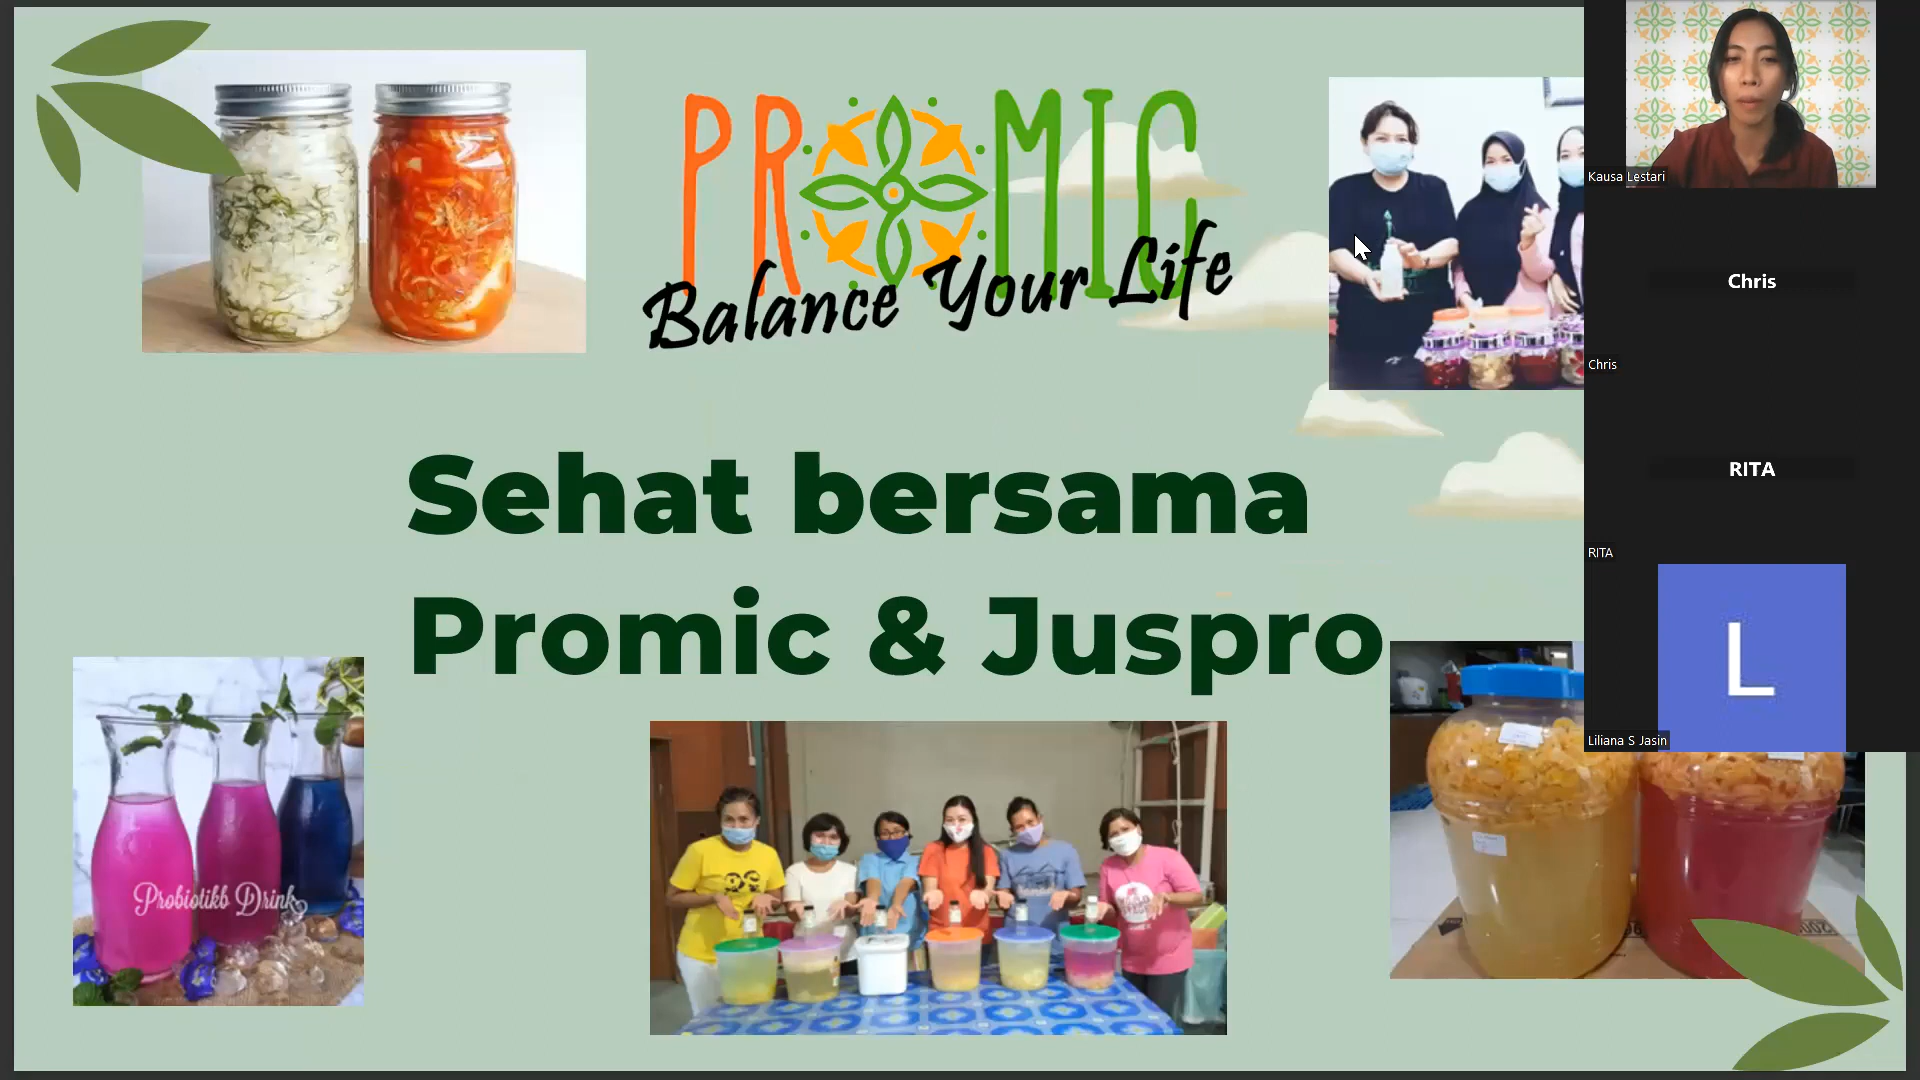 PROMIC
Balance Your Life
Sehat bersama
Promic & Juspro
Probiotikb Drink
Kausa Lestari
Chris
Chris
RITA
RITA
L
Liliana S Jasin